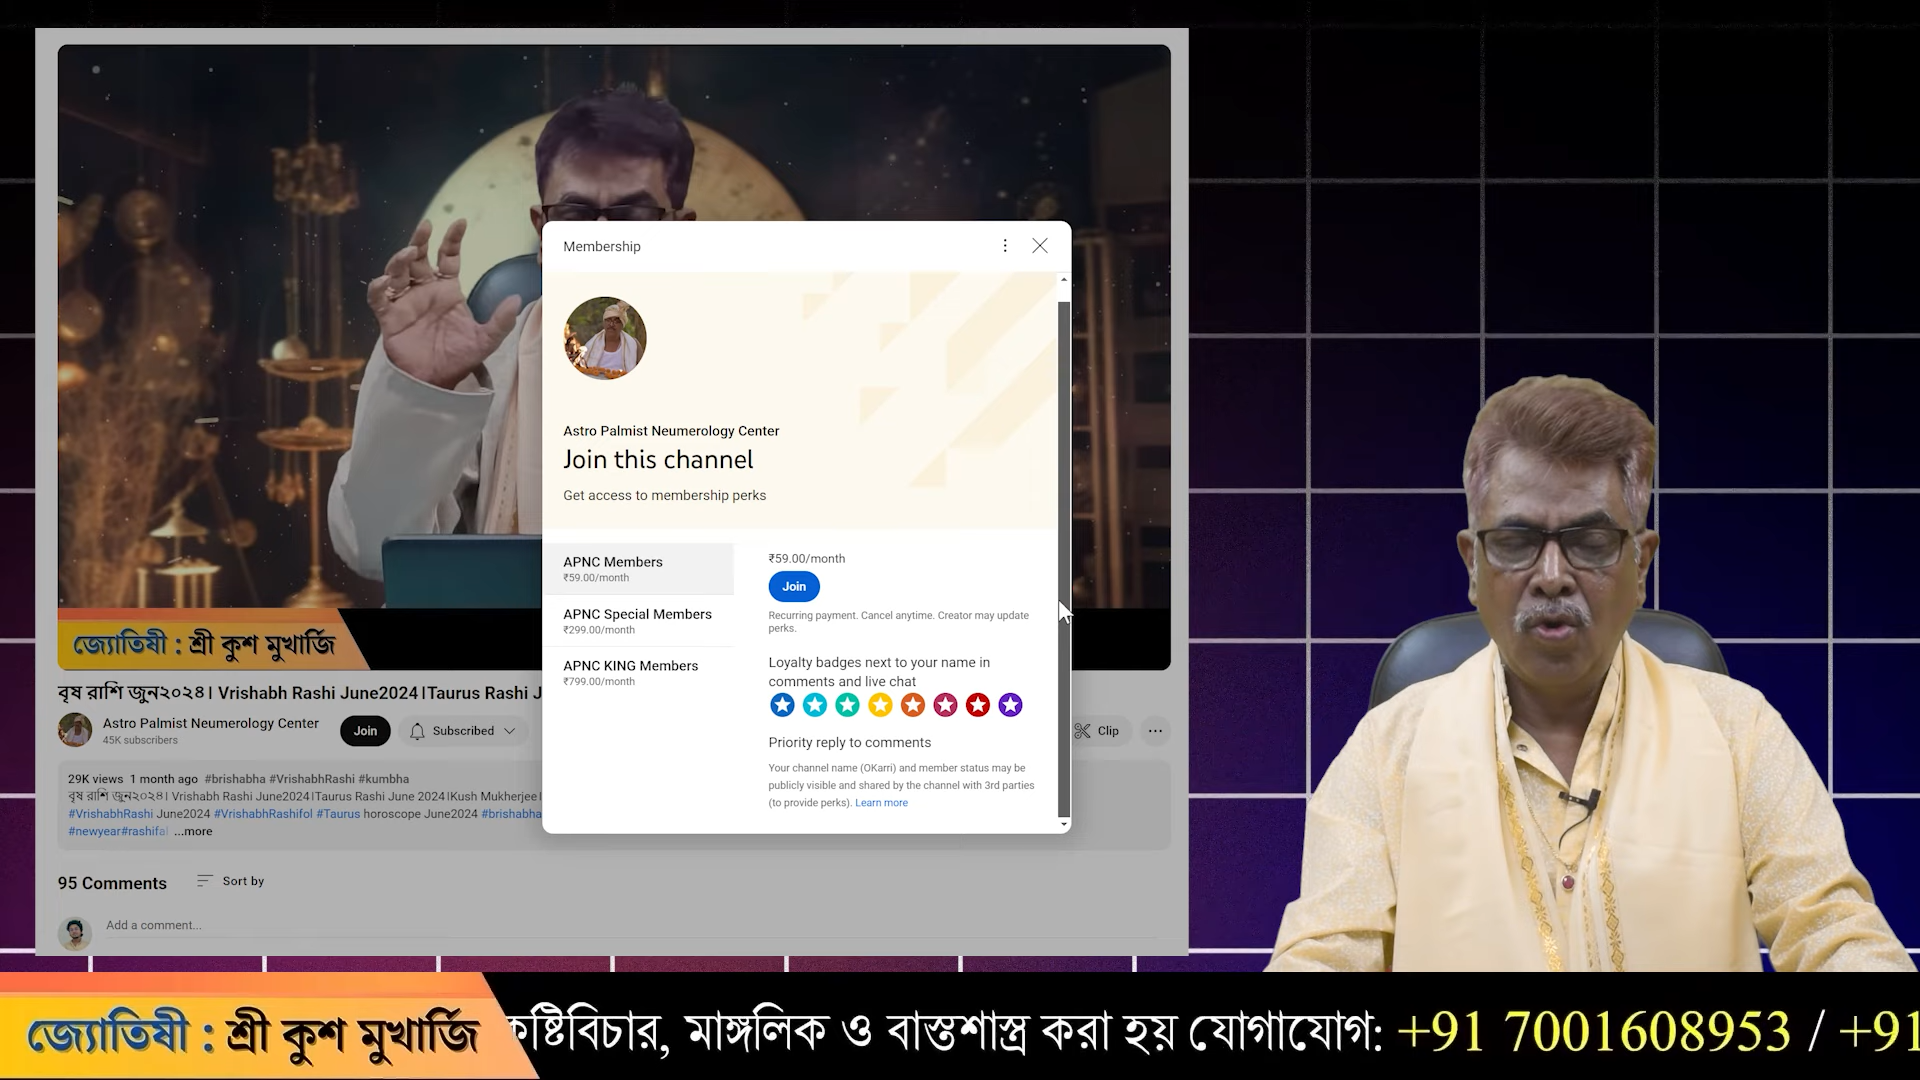 Membership
Astro Palmist Neumerology Center
Join this channel
Get access to membership perks
APNC Members
₹59.00/month
APNC Special Members
₹299.00/month
APNC KING Members
₹799.00/month
₹59.00/month
Join
Recurring payment. Cancel anytime. Creator may update
perks.
Loyalty badges next to your name in
comments and live chat
Priority reply to comments
Your channel name (OKarri) and member status may be
publicly visible and shared by the channel with 3rd parties
(to provide perks). Learn more
জ্যোতিষী : শ্রী কুশ মুখার্জি
বৃষ রাশি জুন২০২৪। Vrishabh Rashi June2024।Taurus Rashi J
Astro Palmist Neumerology Center
45K subscribers
Join
Subscribed
Clip
29K views 1 month ago #brishabha #VrishabhRashi #kumbha
বৃষ রাশি জুন২০২৪। Vrishabh Rashi June2024।Taurus Rashi June 2024।Kush Mukherjee।
#VrishabhRashi June2024 #VrishabhRashifol #Taurus horoscope June2024 #brishabha
#newyear#rashifal ...more
95 Comments
Sort by
Add a comment...
জ্যোতিষী : শ্রী কুশ মুখার্জি
কষ্টিবিচার, মাঙ্গলিক ও বাস্তশাস্ত্র করা হয় যোগাযোগ: +91 7001608953 / +91